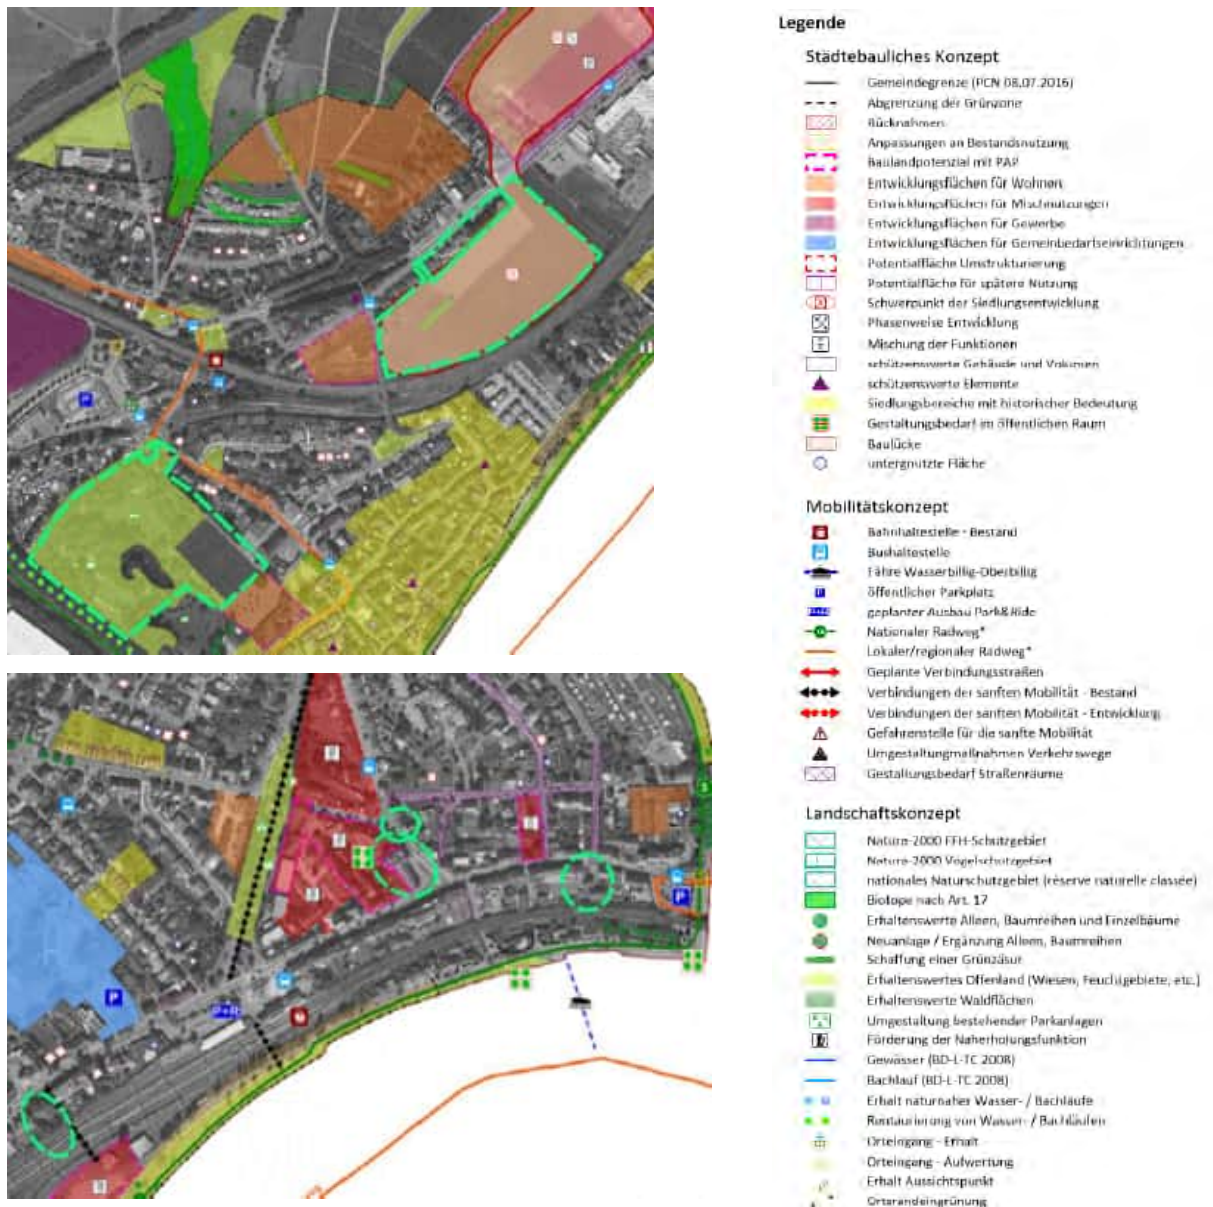 Legende
Städtebauliches Konzept
Gemeindegrenze (PCN 08.07.2016)
Abgrenzung der Grünzone
Rücknahmen
Anpassungen an Bestandsnutzung
Baulandpotenzial mit PAP
Entwicklungsflächen für Wohnen
Entwicklungsflächen für Mischnutzungen
Entwicklungsflächen für Gewerbe
Entwicklungsflächen für Gemeinbedarfseinrichtungen
Potentialfläche Umstrukturierung
Potentialfläche für spätere Nutzung
Schwerpunkt der Siedlungsentwicklung
Phasenweise Entwicklung
Mischung der Funktionen
schützenswerte Gebäude und Volumen
schützenswerte Elemente
Siedlungsbereiche mit historischer Bedeutung
Gestaltungsbedarf im öffentlichen Raum
Baulücke
untergnutzte Fläche
Mobilitätskonzept
Bahnhaltestelle - Bestand
Bushaltestelle
Fähre Wasserbillig-Oberbillig
öffentlicher Parkplatz
geplanter Ausbau Park&Ride
Nationaler Radweg*
Lokaler/regionaler Radweg*
Geplante Verbindungsstraßen
Verbindungen der sanften Mobilität - Bestand
Verbindungen der sanften Mobilität - Entwicklung
Gefahrenstelle für die sanfte Mobilität
Umgestaltungmaßnahmen Verkehrswege
Gestaltungsbedarf Straßenräume
Landschaftskonzept
Natura-2000 FFH-Schutzgebiet
Natura-2000 Vogelschutzgebiet
nationales Naturschutzgebiet (réserve naturelle classée)
Biotope nach Art. 17
Erhaltenswerte Alleen, Baumreihen und Einzelbäume
Neuanlage / Ergänzung Alleen, Baumreihen
Schaffung einer Grünzäsur
Erhaltenswertes Offenland (Wiesen, Feuchtgebiete, etc.)
Erhaltenswerte Waldflächen
Umgestaltung bestehender Parkanlagen
Förderung der Naherholungsfunktion
Gewässer (BD-L-TC 2008)
Bachlauf (BD-L-TC 2008)
Erhalt naturnaher Wasser- / Bachläufe
Renaturierung von Wasser- / Bachläufen
Orteingang - Erhalt
Orteingang - Aufwertung
Erhalt Aussichtspunkt
Ortsrandeingrünung
P
P
P
P+R